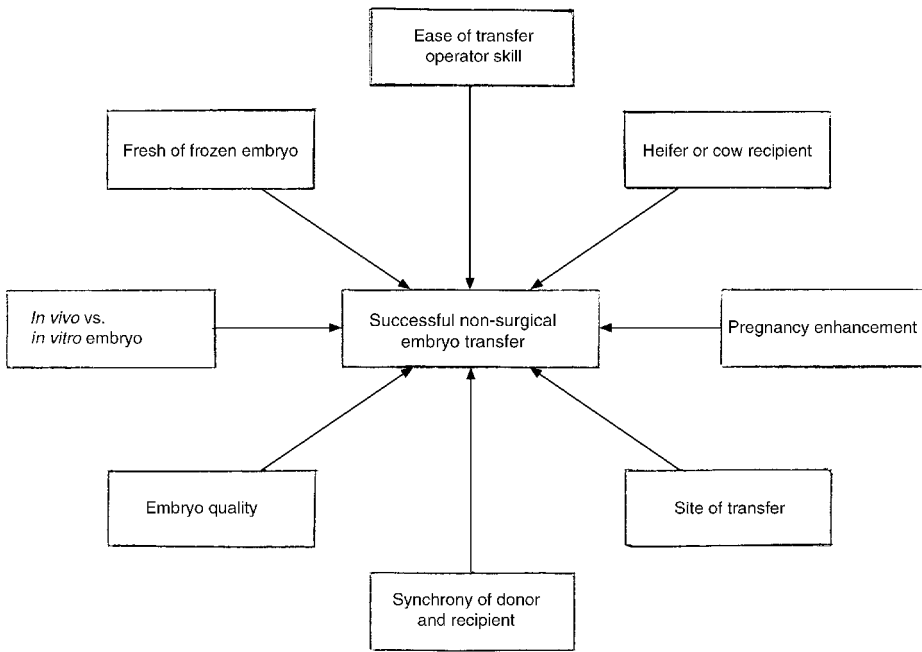 Ease of transfer
operator skill
Fresh of frozen embryo
Heifer or cow recipient
In vivo vs.
in vitro embryo
Successful non-surgical
embryo transfer
Pregnancy enhancement
Embryo quality
Site of transfer
Synchrony of donor
and recipient